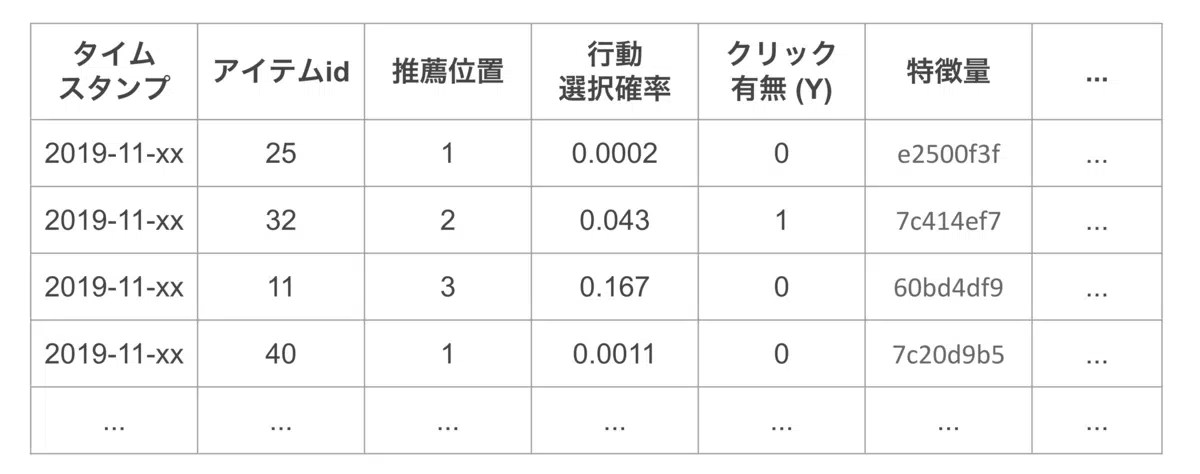 タイム
スタンプ
アイテムid
推薦位置
行動
選択確率
クリック
有無 (Y)
特徴量
...
2019-11-xx 25 1 0.0002 0 e2500f3f ...
2019-11-xx 32 2 0.043 1 7c414ef7 ...
2019-11-xx 11 3 0.167 0 60bd4df9 ...
2019-11-xx 40 1 0.0011 0 7c20d9b5 ...
... ... ... ... ... ... ...